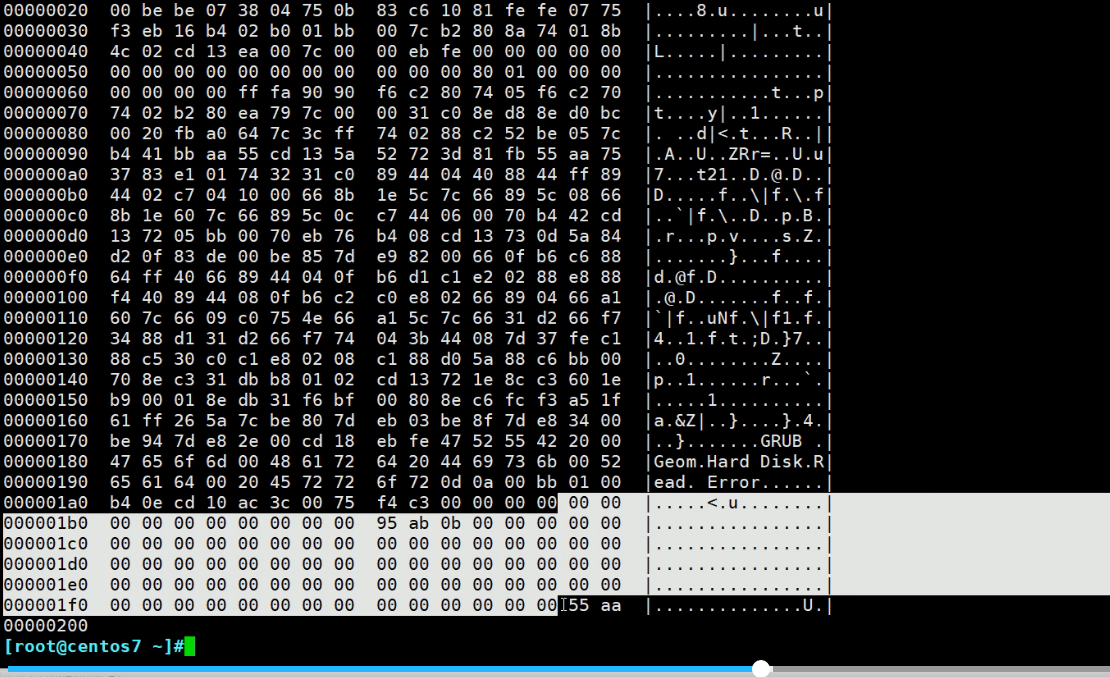 00000020  00 be be 07 38 04 75 0b  83 c6 10 81 fe fe 07 75  |....8.u........u|
00000030  f3 eb 16 b4 02 b0 01 bb  00 7c b2 80 8a 74 01 8b  |.........|...t..|
00000040  4c 02 cd 13 ea 00 7c 00  00 eb fe 00 00 00 00 00  |L.....|.........|
00000050  00 00 00 00 00 00 00 00  00 00 00 80 01 00 00 00  |................|
00000060  00 00 00 00 ff fa 90 90  f6 c2 80 74 05 f6 c2 70  |...........t...p|
00000070  74 02 b2 80 ea 79 7c 00  00 31 c0 8e d8 8e d0 bc  |t....y|..1......|
00000080  00 20 fb a0 64 7c 3c ff  74 02 88 c2 52 be 05 7c  |. ..d|<.t...R..||
00000090  b4 41 bb aa 55 cd 13 5a  52 72 3d 81 fb 55 aa 75  |.A..U..ZRr=..U.u|
000000a0  37 83 e1 01 74 32 31 c0  89 44 04 40 88 44 ff 89  |7...t21..D.@.D..|
000000b0  44 02 c7 04 10 00 66 8b  1e 5c 7c 66 89 5c 08 66  |D.....f..\|f.\.f|
000000c0  8b 1e 60 7c 66 89 5c 0c  c7 44 06 00 70 b4 42 cd  |..`|f.\..D..p.B.|
000000d0  13 72 05 bb 00 70 eb 76  b4 08 cd 13 73 0d 5a 84  |.r...p.v....s.Z.|
000000e0  d2 0f 83 de 00 be 85 7d  e9 82 00 66 0f b6 c6 88  |.......}...f....|
000000f0  64 ff 40 66 89 44 04 0f  b6 d1 c1 e2 02 88 e8 88  |d.@f.D..........|
00000100  f4 40 89 44 08 0f b6 c2  c0 e8 02 66 89 04 66 a1  |.@.D.......f..f.|
00000110  60 7c 66 09 c0 75 4e 66  a1 5c 7c 66 31 d2 66 f7  |`|f..uNf.\|f1.f.|
00000120  34 88 d1 31 d2 66 f7 74  04 3b 44 08 7d 37 fe c1  |4..1.f.t.;D.}7..|
00000130  88 c5 30 c0 c1 e8 02 08  c1 88 d0 5a 88 c6 bb 00  |..0........Z....|
00000140  70 8e c3 31 db b8 01 02  cd 13 72 1e 8c c3 60 1e  |p..1......r...`.|
00000150  b9 00 01 8e db 31 f6 bf  00 80 8e c6 fc f3 a5 1f  |.....1..........|
00000160  61 ff 26 5a 7c be 80 7d  eb 03 be 8f 7d e8 34 00  |a.&Z|..}....}.4.|
00000170  be 94 7d e8 2e 00 cd 18  eb fe 47 52 55 42 20 00  |..}.......GRUB .|
00000180  47 65 6f 6d 00 48 61 72  64 20 44 69 73 6b 00 52  |Geom.Hard Disk.R|
00000190  65 61 64 00 20 45 72 72  6f 72 0d 0a 00 bb 01 00  |ead. Error......|
000001a0  b4 0e cd 10 ac 3c 00 75  f4 c3 00 00 00 00 00 00  |.....<.u........|
000001b0  00 00 00 00 00 00 00 00  95 ab 0b 00 00 00 00 00  |................|
000001c0  00 00 00 00 00 00 00 00  00 00 00 00 00 00 00 00  |................|
000001d0  00 00 00 00 00 00 00 00  00 00 00 00 00 00 00 00  |................|
000001e0  00 00 00 00 00 00 00 00  00 00 00 00 00 00 00 00  |................|
000001f0  00 00 00 00 00 00 00 00  00 00 00 00 00 00 55 aa  |..............U.|
00000200
[root@centos7 ~]#